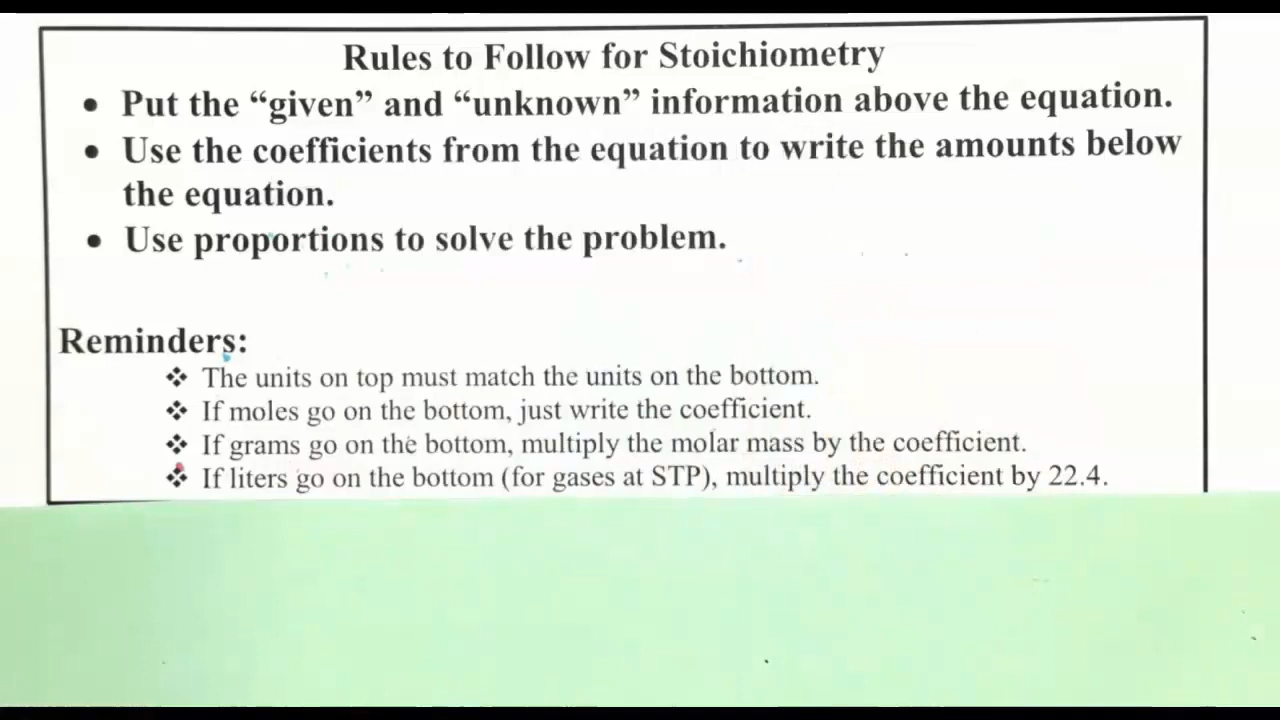 Rules to Follow for Stoichiometry
• Put the “given” and “unknown” information above the equation.
• Use the coefficients from the equation to write the amounts below
the equation.
• Use proportions to solve the problem.
Reminders:
❖ The units on top must match the units on the bottom.
❖ If moles go on the bottom, just write the coefficient.
❖ If grams go on the bottom, multiply the molar mass by the coefficient.
❖ If liters go on the bottom (for gases at STP), multiply the coefficient by 22.4.